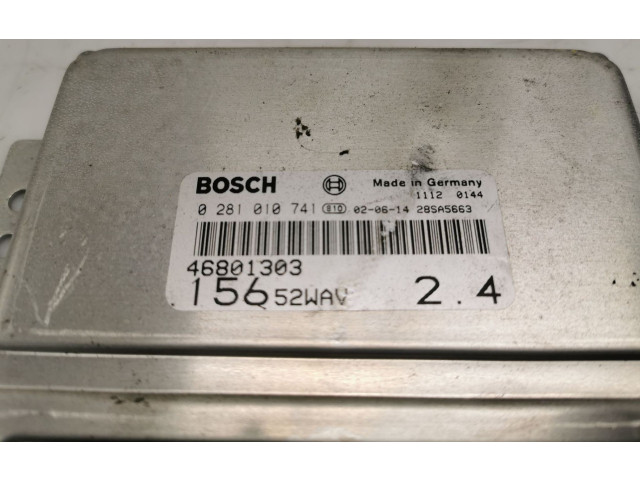 BOSCH Made in Germany
1112 0144
0 281 010 741 810 02-06-14 28SA5663
46801303
156 52WAV 2.4